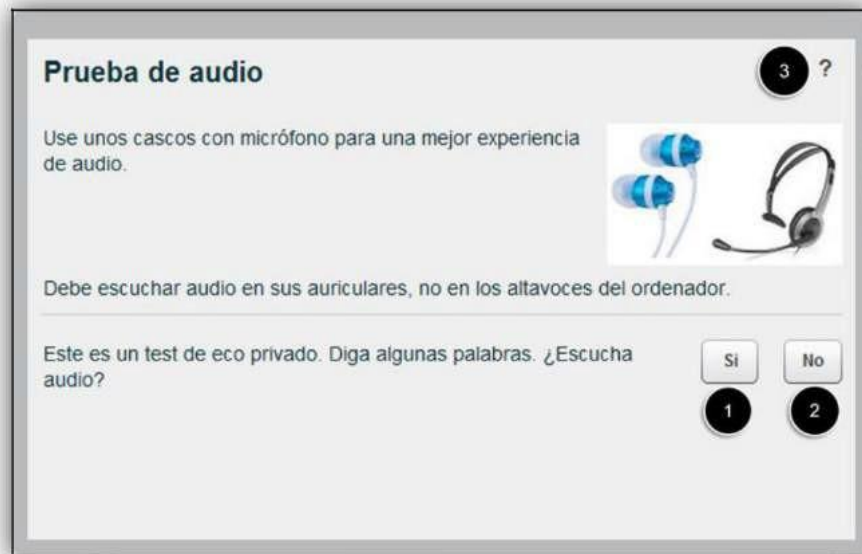 Prueba de audio
3 ?
Use unos cascos con micrófono para una mejor experiencia
de audio.
Debe escuchar audio en sus auriculares, no en los altavoces del ordenador.
Este es un test de eco privado. Diga algunas palabras. ¿Escucha
audio?
Si No
1 2